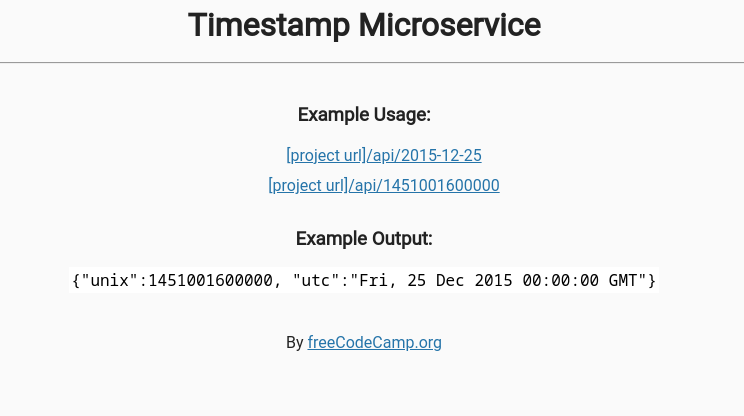 Timestamp Microservice
Example Usage:
[project url]/api/2015-12-25
[project url]/api/1451001600000
Example Output:
{"unix":1451001600000, "utc":"Fri, 25 Dec 2015 00:00:00 GMT"}
By freeCodeCamp.org